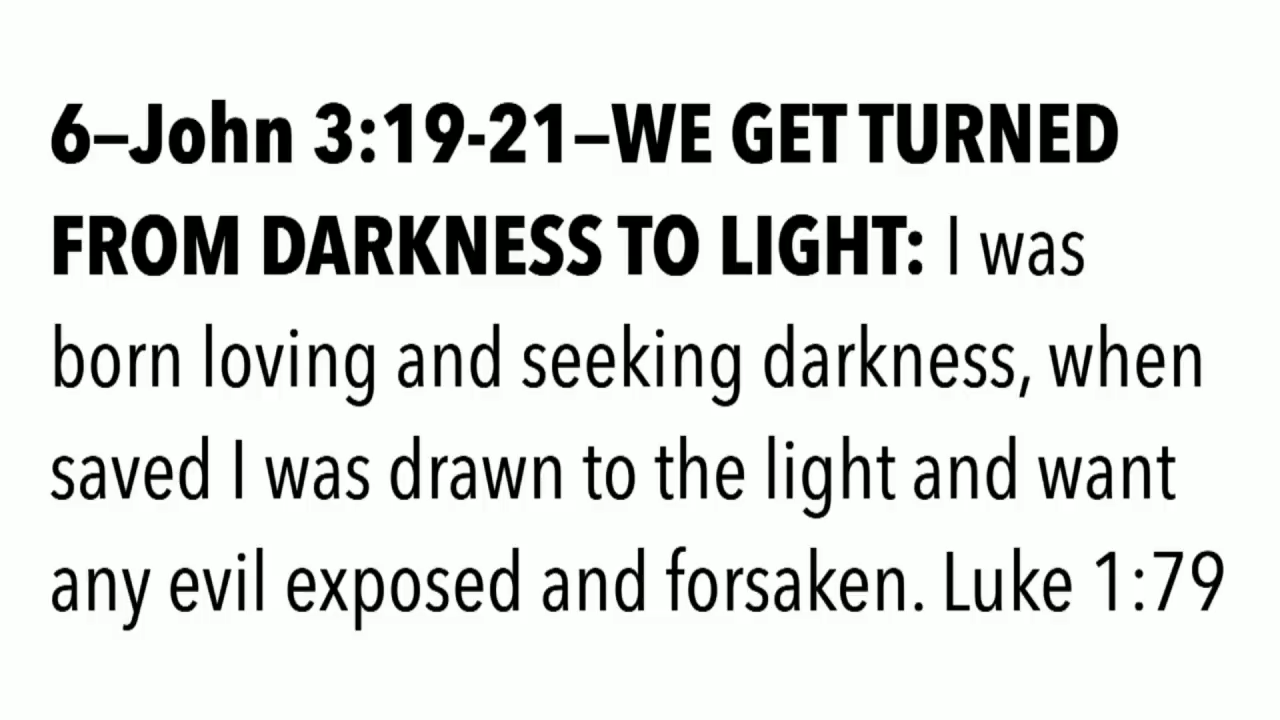 6–John 3:19-21–WE GET TURNED
FROM DARKNESS TO LIGHT: I was
born loving and seeking darkness, when
saved I was drawn to the light and want
any evil exposed and forsaken. Luke 1:79